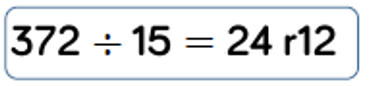 372 ÷ 15 = 24 r12